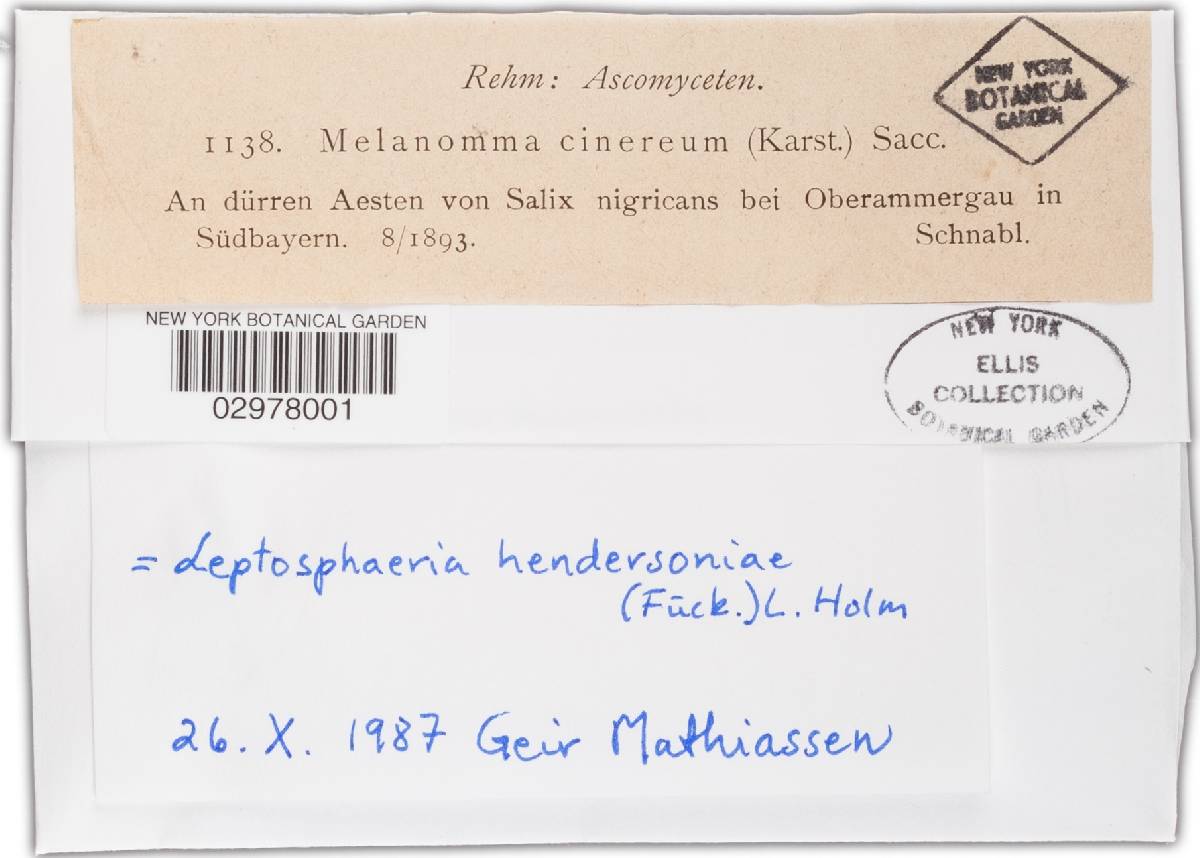 Rehm: Ascomyceten.
NEW YORK
BOTANICAL
GARDEN
1138. Melanomma cinereum (Karst.) Sacc.
An dürren Aesten von Salix nigricans bei Oberammergau in
Südbayern. 8/1893. Schnabl.
NEW YORK BOTANICAL GARDEN
02978001
NEW YORK
ELLIS
COLLECTION
BOTANICAL GARDEN
= Leptosphaeria hendersoniae
(Fück.) L. Holm
26. X. 1987 Geir Mathiassen